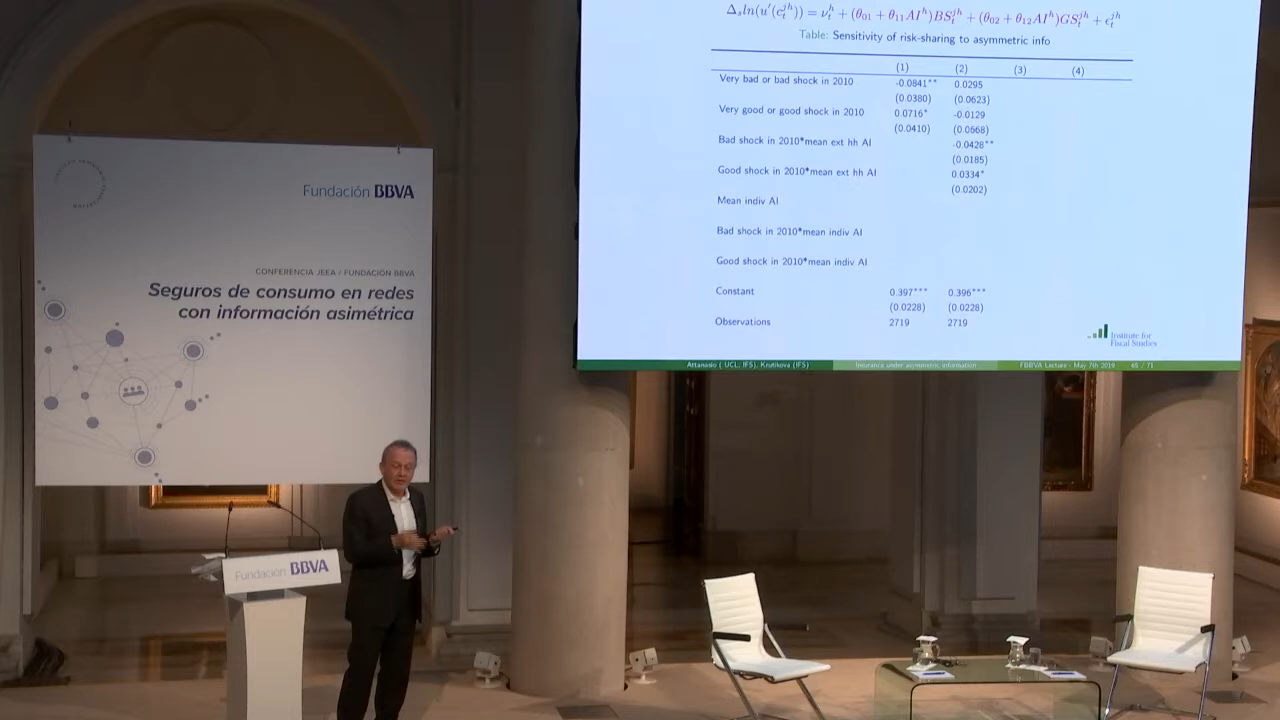 Δ_s ln(u′(c_t^{jh})) = ν_t^h + (θ_01 + θ_11 AI^h) BS_t^{jh} + (θ_02 + θ_12 AI^h) GS_t^{jh} + ϵ_t^{jh}
Table: Sensitivity of risk-sharing to asymmetric info
(1) (2) (3) (4)
Very bad or bad shock in 2010 -0.0841** 0.0295
(0.0380) (0.0623)
Very good or good shock in 2010 0.0716* -0.0129
(0.0410) (0.0668)
Bad shock in 2010*mean ext hh AI -0.0428**
(0.0185)
Good shock in 2010*mean ext hh AI 0.0334*
(0.0202)
Mean indiv AI
Bad shock in 2010*mean indiv AI
Good shock in 2010*mean indiv AI
Constant 0.397*** 0.396***
(0.0228) (0.0228)
Observations 2719 2719
Institute for
Fiscal Studies
Attanasio ( UCL, IFS), Krutikova (IFS) Insurance under asymmetric information FBBVA Lecture - May 7th 2019 65 / 71
Fundación BBVA
CONFERENCIA JEEA / FUNDACIÓN BBVA
Seguros de consumo en redes
con información asimétrica
Fundación BBVA